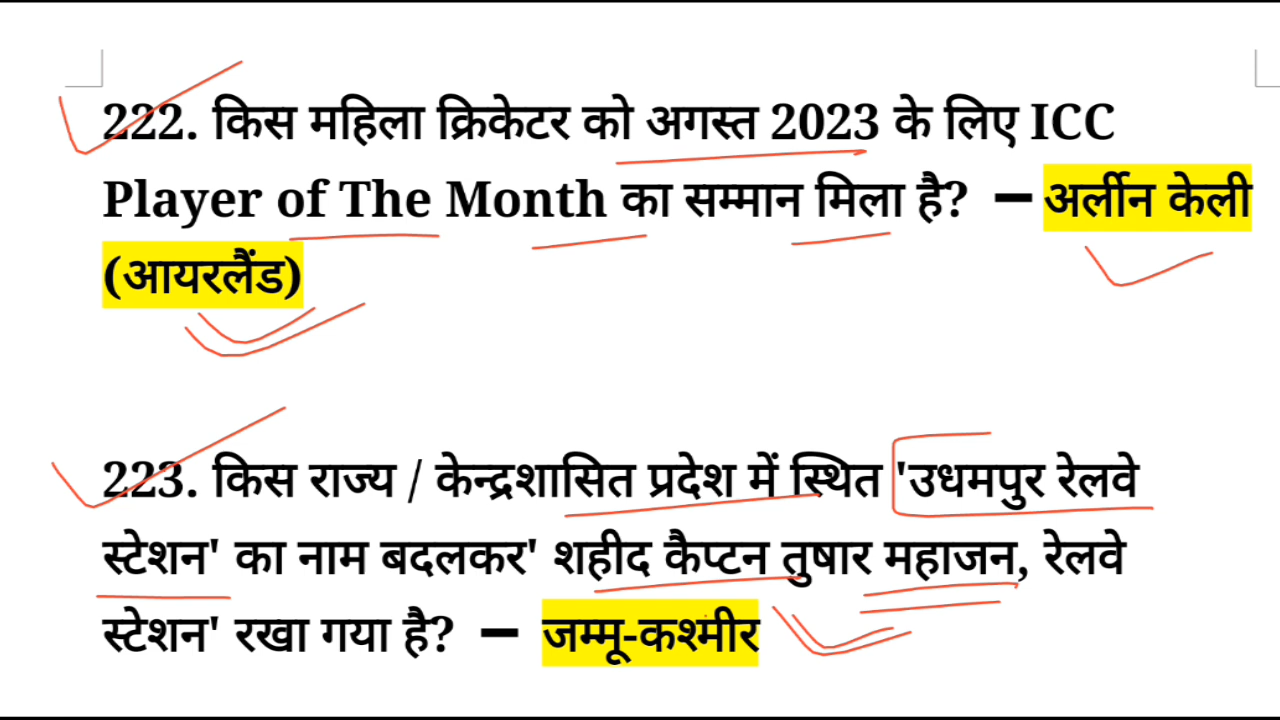 222. किस महिला क्रिकेटर को अगस्त 2023 के लिए ICC
Player of The Month का सम्मान मिला है? – अर्लीन केली
(आयरलैंड)
223. किस राज्य / केन्द्रशासित प्रदेश में स्थित 'उधमपुर रेलवे
स्टेशन' का नाम बदलकर' शहीद कैप्टन तुषार महाजन, रेलवे
स्टेशन' रखा गया है? – जम्मू-कश्मीर